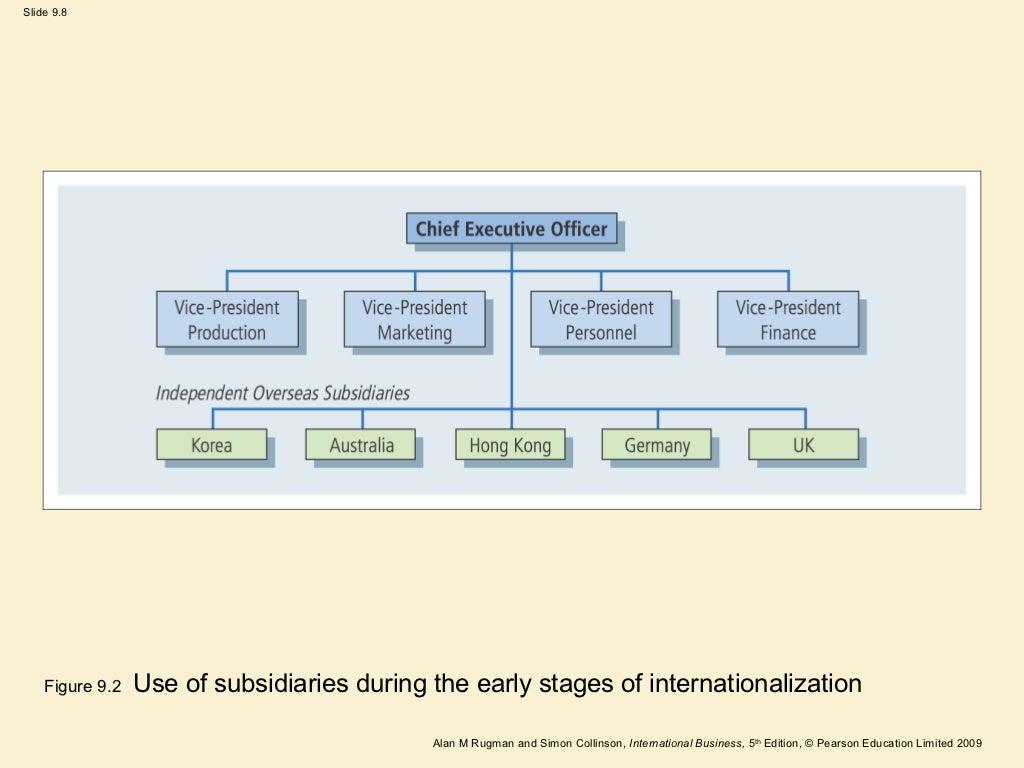 Slide 9.8
Chief Executive Officer
Vice-President
Production
Vice-President
Marketing
Vice-President
Personnel
Vice-President
Finance
Independent Overseas Subsidiaries
Korea
Australia
Hong Kong
Germany
UK
Figure 9.2 Use of subsidiaries during the early stages of internationalization
Alan M Rugman and Simon Collinson, International Business, 5th Edition, © Pearson Education Limited 2009